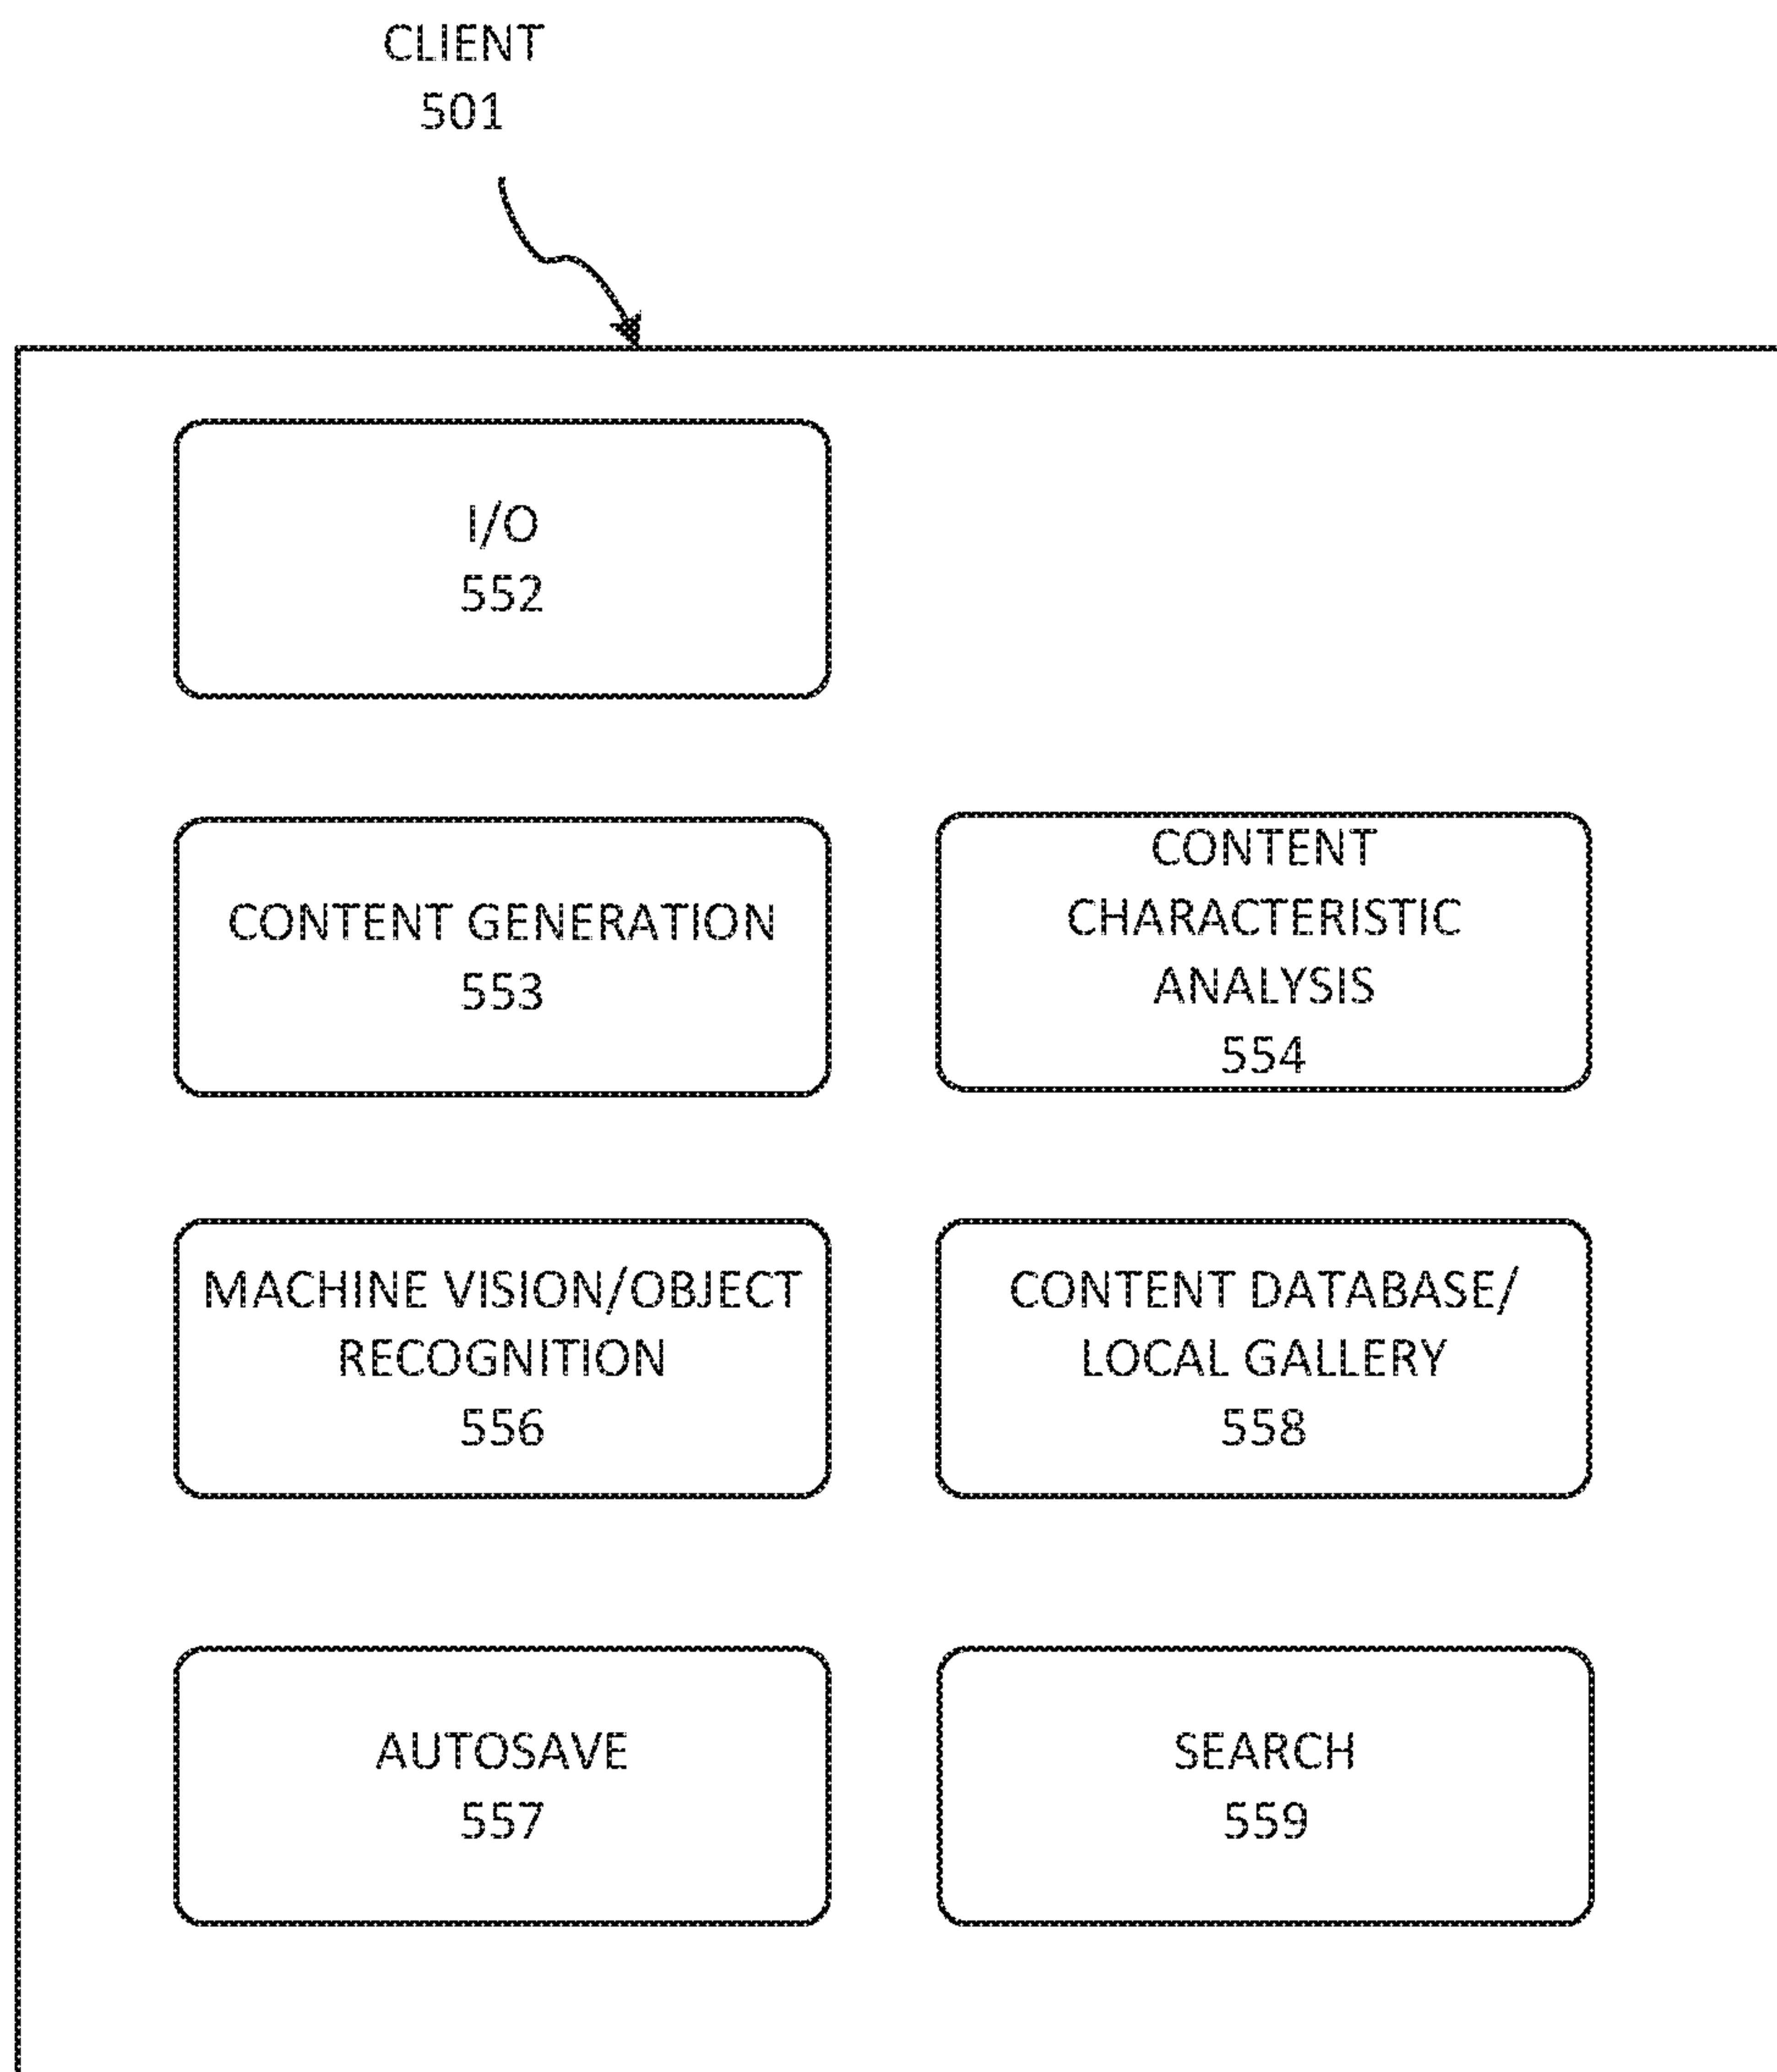 CLIENT
501
I/O
552
CONTENT GENERATION
553
CONTENT
CHARACTERISTIC
ANALYSIS
554
MACHINE VISION/OBJECT
RECOGNITION
556
CONTENT DATABASE/
LOCAL GALLERY
558
AUTOSAVE
557
SEARCH
559